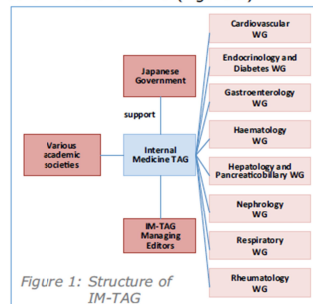 Cardiovascular
WG
Japanese
Government
Endocrinology and
Diabetes WG
Gastroenterology
WG
support
Various
academic
societies
Internal
Medicine TAG
Haematology
WG
Hepatology and
Pancreaticobillary WG
Nephrology
WG
IM-TAG
Managing
Editors
Respiratory
WG
Rheumatology
WG
Figure 1: Structure of
IM-TAG